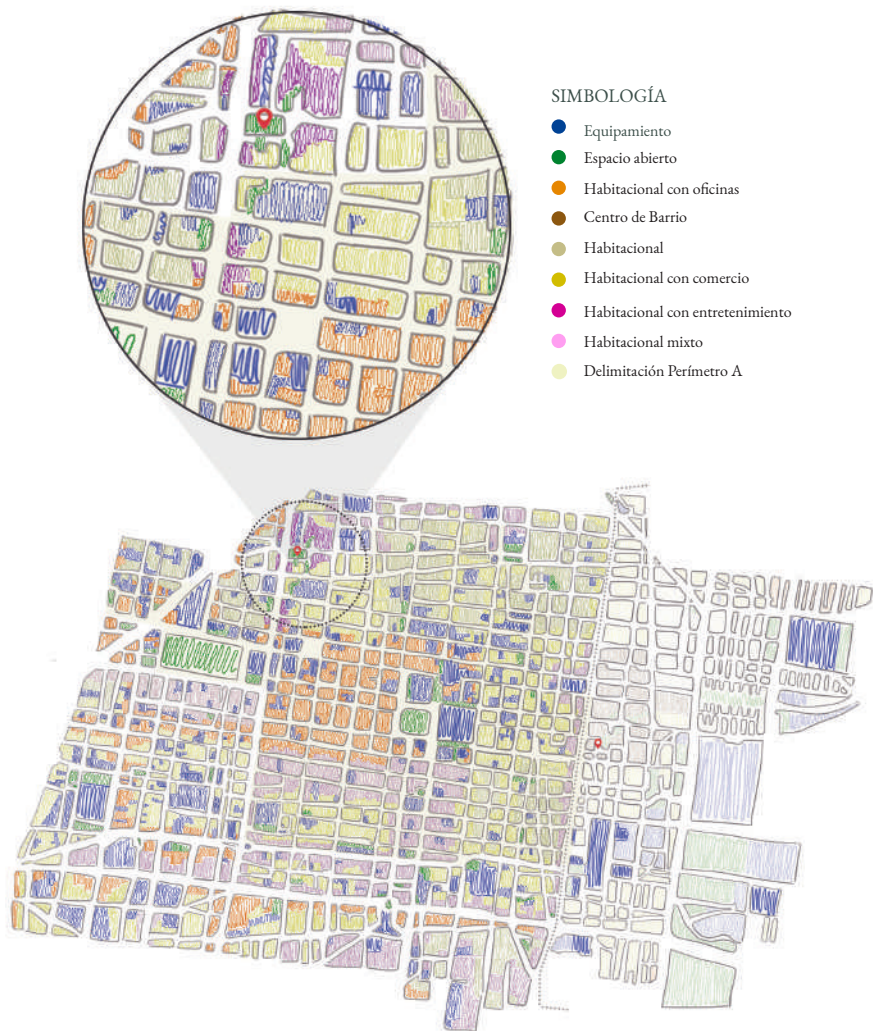 SIMBOLOGÍA
Equipamiento
Espacio abierto
Habitacional con oficinas
Centro de Barrio
Habitacional
Habitacional con comercio
Habitacional con entretenimiento
Habitacional mixto
Delimitación Perímetro A